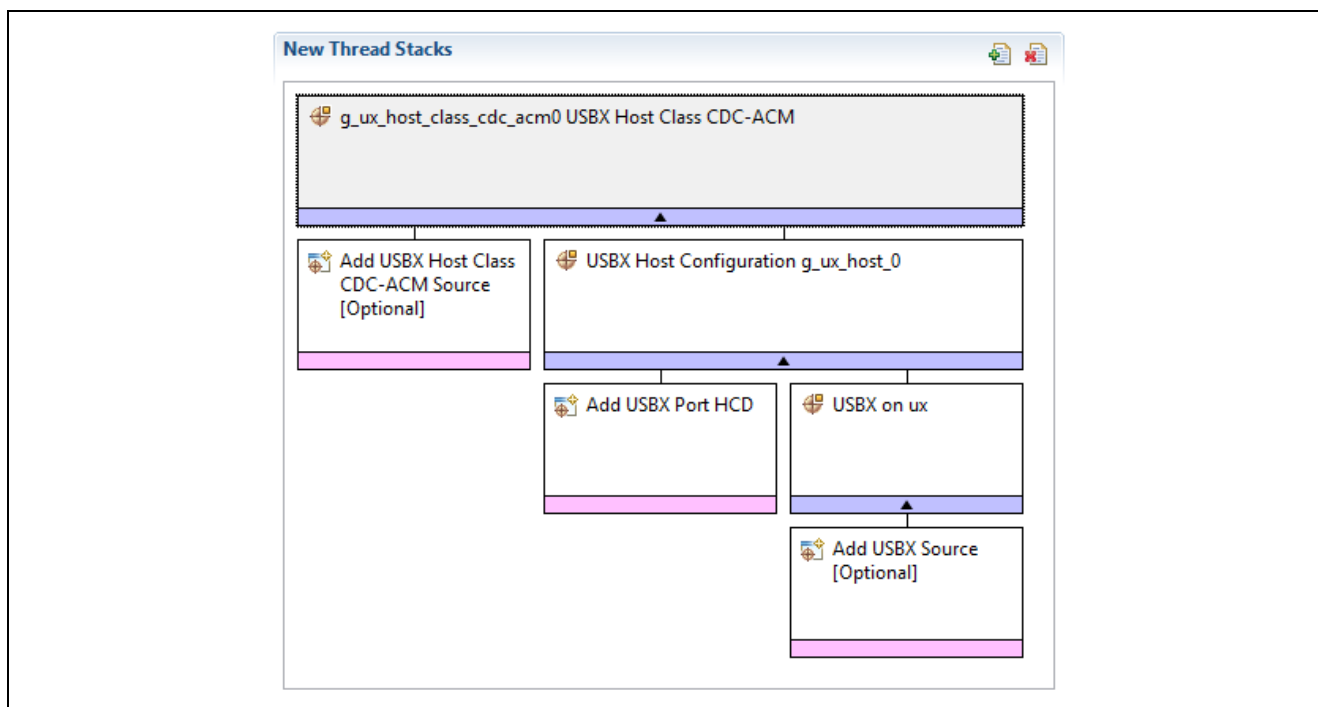 New Thread Stacks
g_ux_host_class_cdc_acm0 USBX Host Class CDC-ACM
Add USBX Host Class
CDC-ACM Source
[Optional]
USBX Host Configuration g_ux_host_0
Add USBX Port HCD
USBX on ux
Add USBX Source
[Optional]